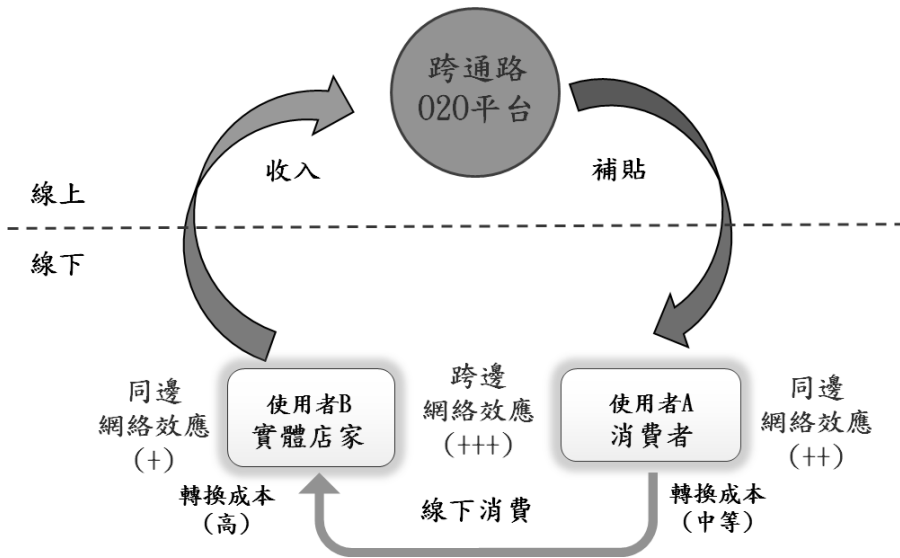 跨通路
O2O平台
收入
補貼
線上
線下
同邊
網絡效應
(+)
使用者B
實體店家
跨邊
網絡效應
(+++)
使用者A
消費者
同邊
網絡效應
(++)
轉換成本
(高)
線下消費
轉換成本
(中等)